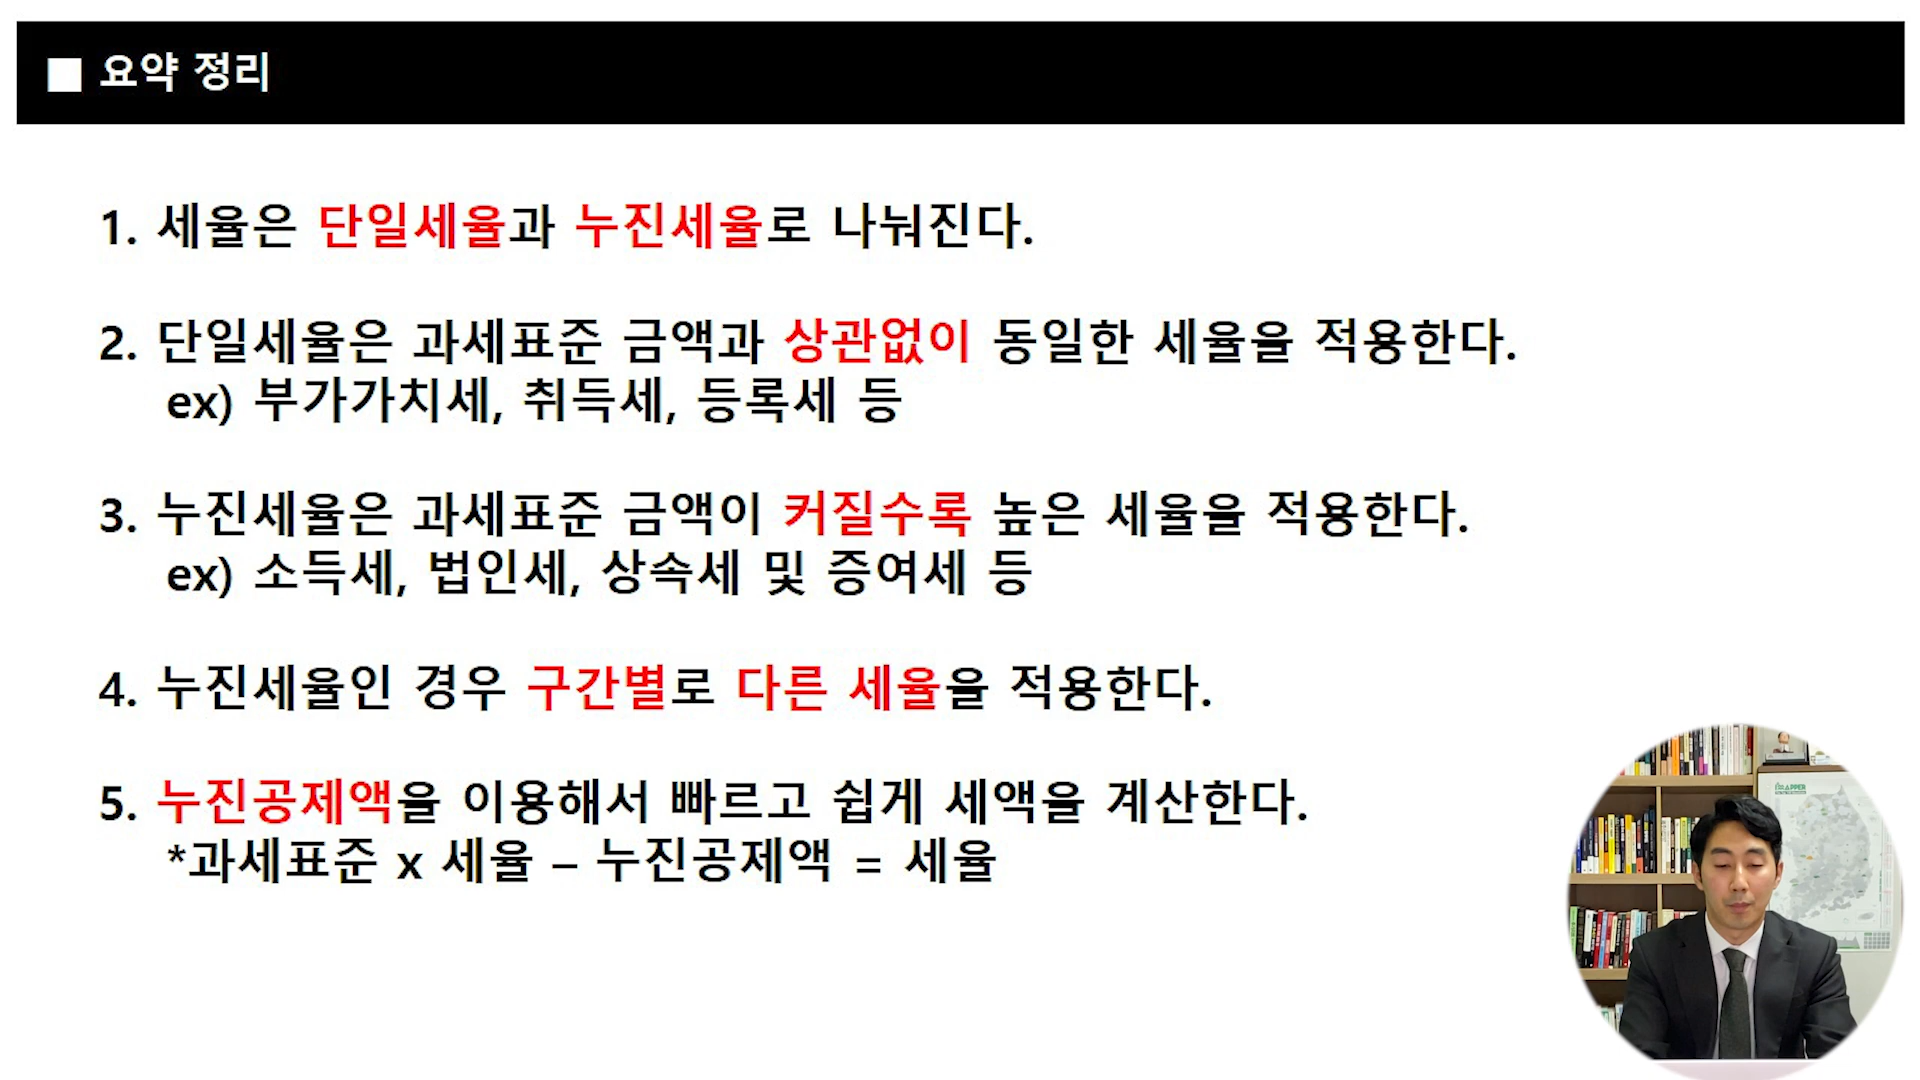 ■ 요약 정리
1. 세율은 단일세율과 누진세율로 나눠진다.
2. 단일세율은 과세표준 금액과 상관없이 동일한 세율을 적용한다.
ex) 부가가치세, 취득세, 등록세 등
3. 누진세율은 과세표준 금액이 커질수록 높은 세율을 적용한다.
ex) 소득세, 법인세, 상속세 및 증여세 등
4. 누진세율인 경우 구간별로 다른 세율을 적용한다.
5. 누진공제액을 이용해서 빠르고 쉽게 세액을 계산한다.
*과세표준 x 세율 – 누진공제액 = 세율